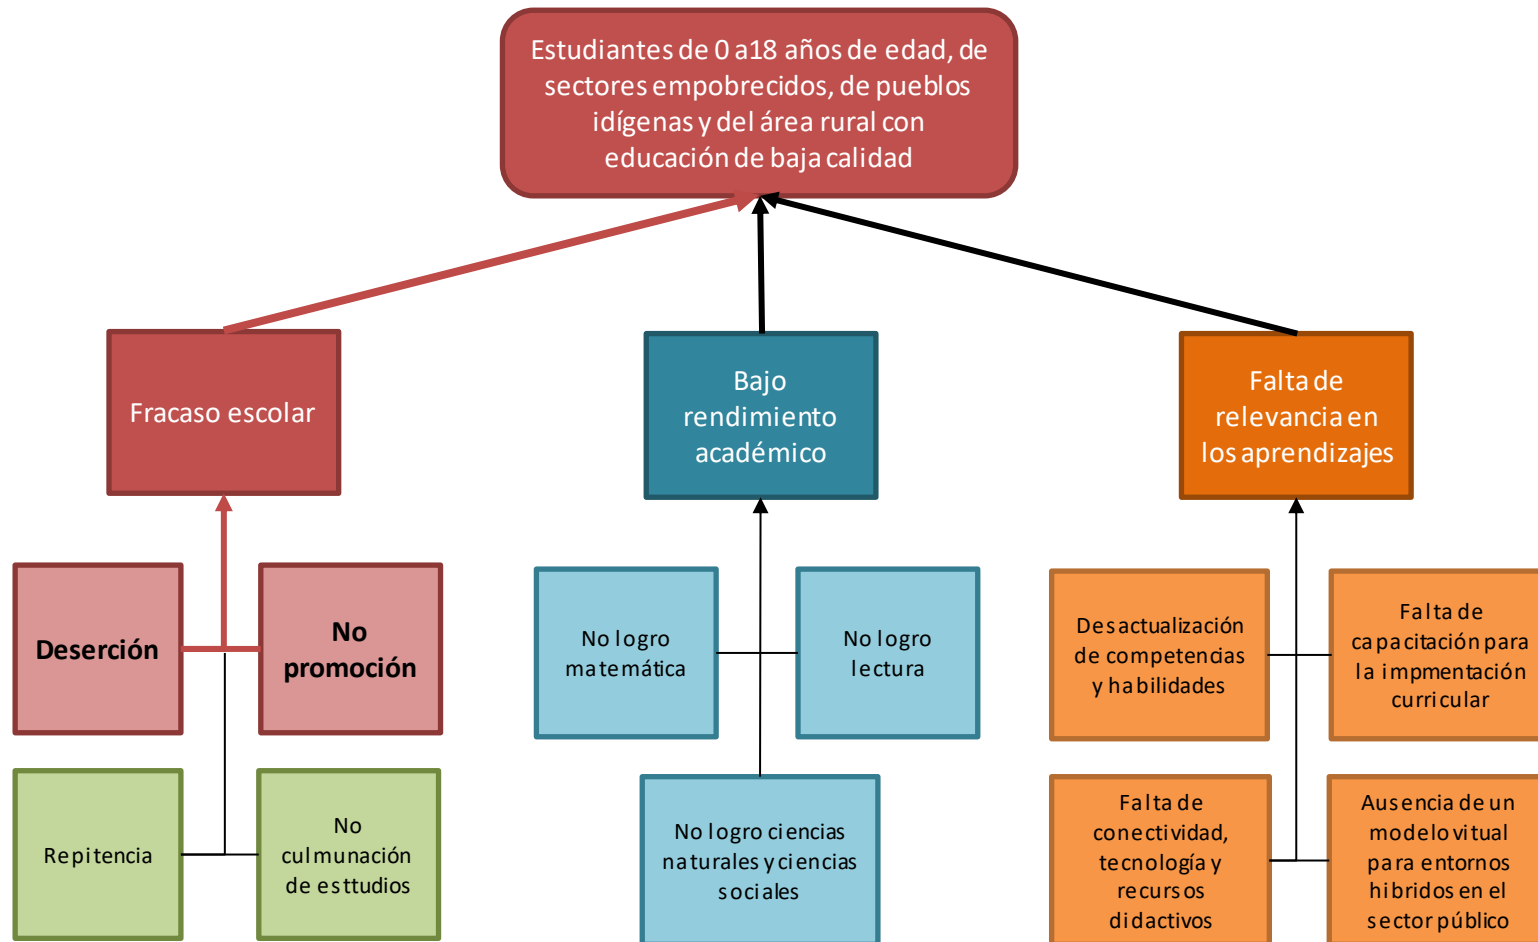 Estudiantes de 0 a18 años de edad, de
sectores empobrecidos, de pueblos
idígenas y del área rural con
educación de baja calidad
Fracaso escolar
Bajo
rendimiento
académico
Falta de
relevancia en
los aprendizajes
Deserción
No
promoción
No logro
matemática
No logro
lectura
Desactualización
de competencias
y habilidades
Falta de
capacitación para
la impmentación
curricular
Repitencia
No
culmunación
de esttudios
No logro ciencias
naturales y ciencias
sociales
Falta de
conectividad,
tecnología y
recursos
didactivos
Ausencia de un
modelo vitual
para entornos
hibridos en el
sector público